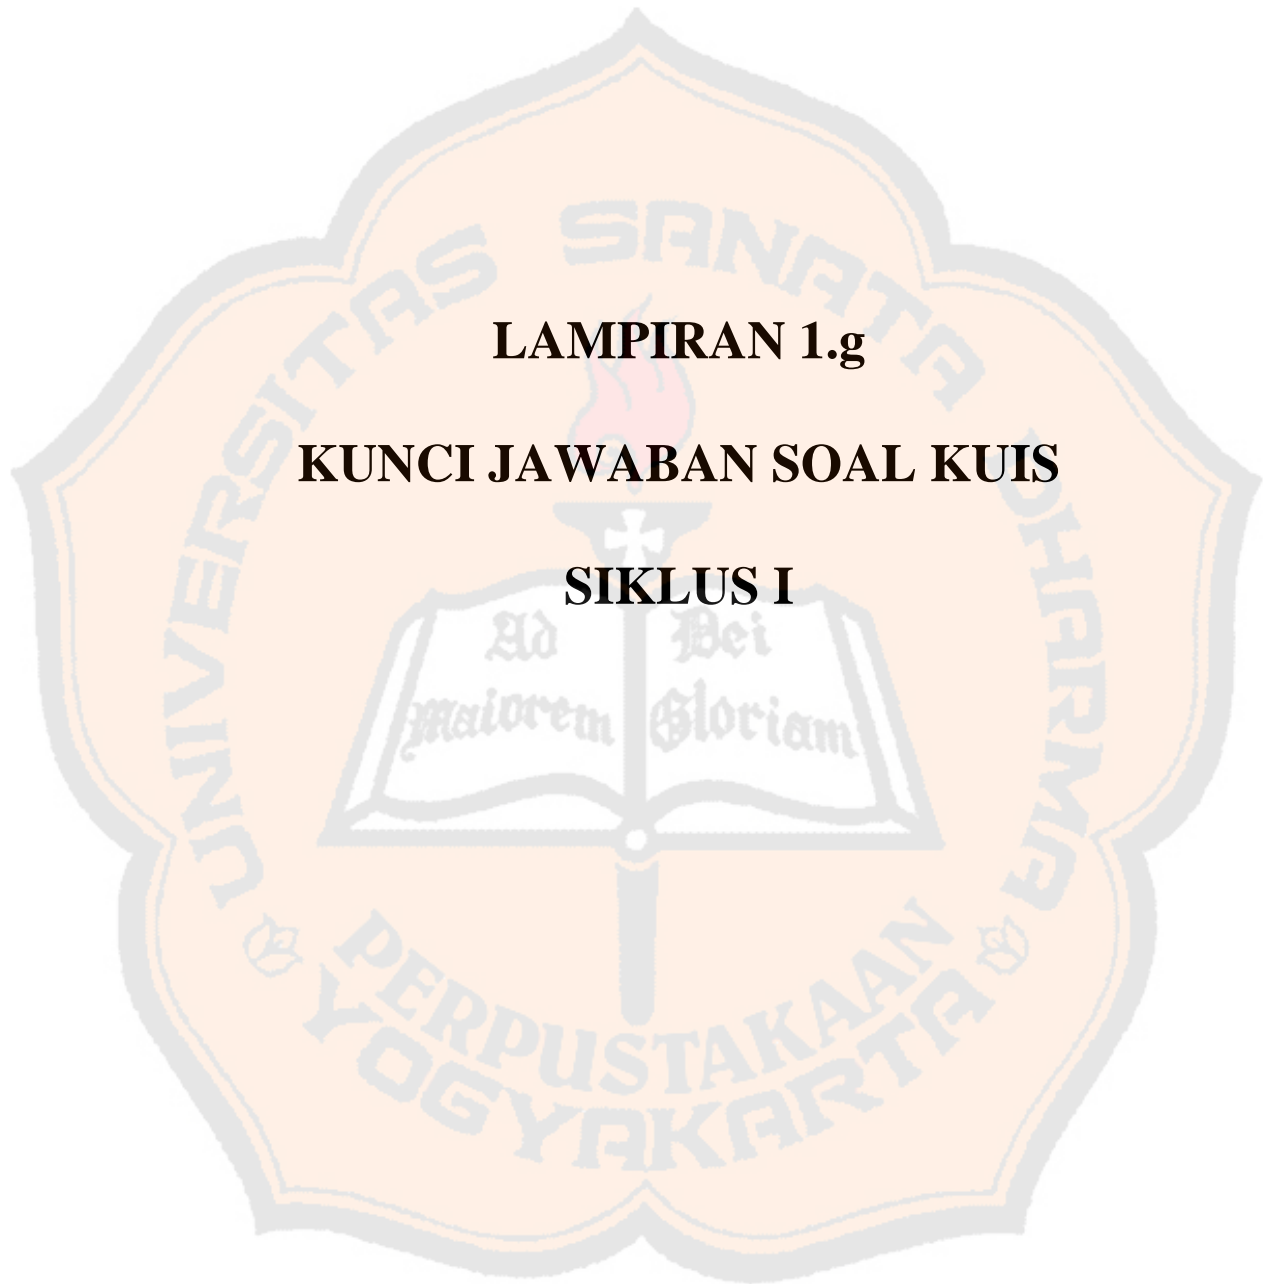 LAMPIRAN 1.g
KUNCI JAWABAN SOAL KUIS
SIKLUS I
UNIVERSITAS SANATA DHARMA
Ad
maiorem
Dei
Gloriam
PERPUSTAKAAN
YOGYAKARTA